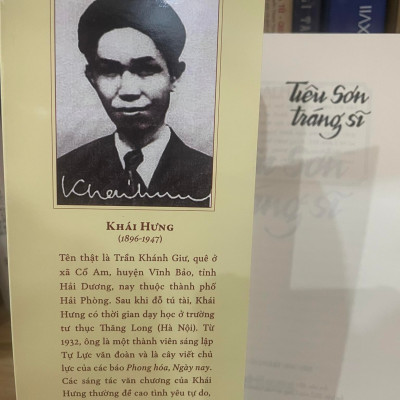 Khaihung
KHÁI HƯNG
(1896-1947)
Tên thật là Trần Khánh Giư, quê ở
xã Cổ Am, huyện Vĩnh Bảo, tỉnh
Hải Dương, nay thuộc thành phố
Hải Phòng. Sau khi đỗ tú tài, Khái
Hưng có thời gian dạy học ở trường
tư thục Thăng Long (Hà Nội). Từ
1932, ông là một thành viên sáng lập
Tự Lực văn đoàn và là cây viết chủ
lực của các báo Phong hóa, Ngày nay.
Các sáng tác văn chương của Khái
Hưng thường đề cao tình yêu tự do,
Tiêu Sơn
tráng sĩ
XVII